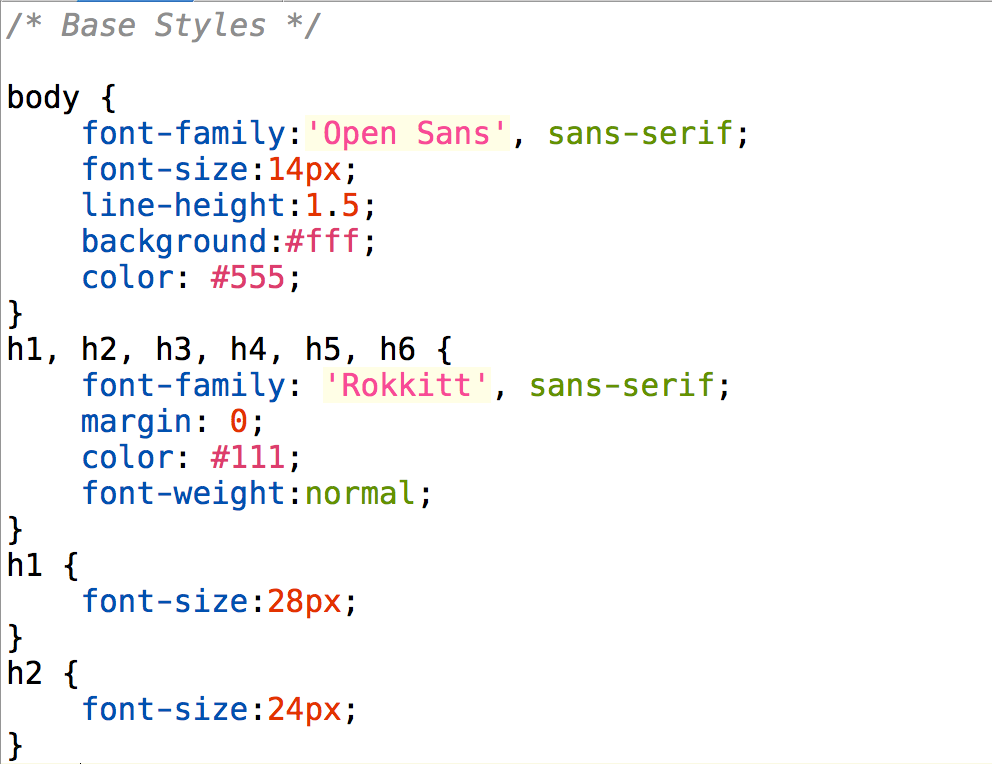 /* Base Styles */

body {
    font-family:'Open Sans', sans-serif;
    font-size:14px;
    line-height:1.5;
    background:#fff;
    color: #555;
}
h1, h2, h3, h4, h5, h6 {
    font-family: 'Rokkitt', sans-serif;
    margin: 0;
    color: #111;
    font-weight:normal;
}
h1 {
    font-size:28px;
}
h2 {
    font-size:24px;
}